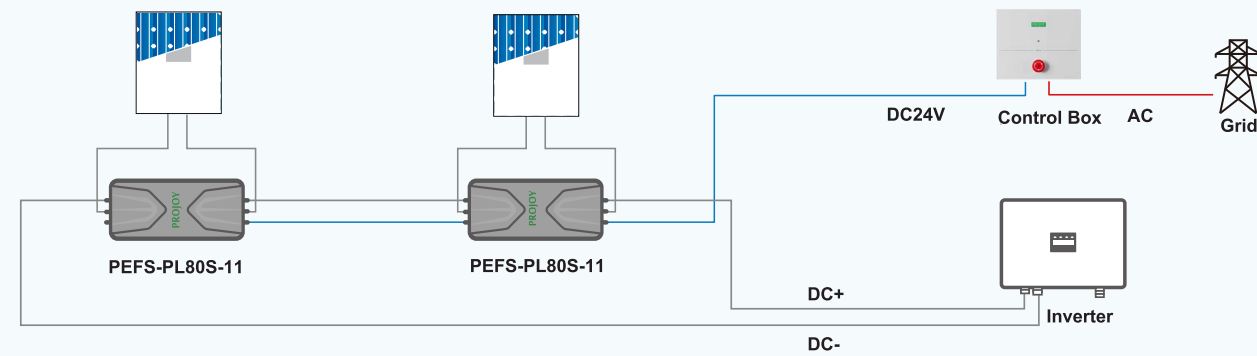 DC24V
Control Box
AC
Grid
PROJOY
PROJOY
PEFS-PL80S-11
PEFS-PL80S-11
DC+
Inverter
DC-